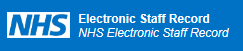 NHS
Electronic Staff Record
NHS Electronic Staff Record